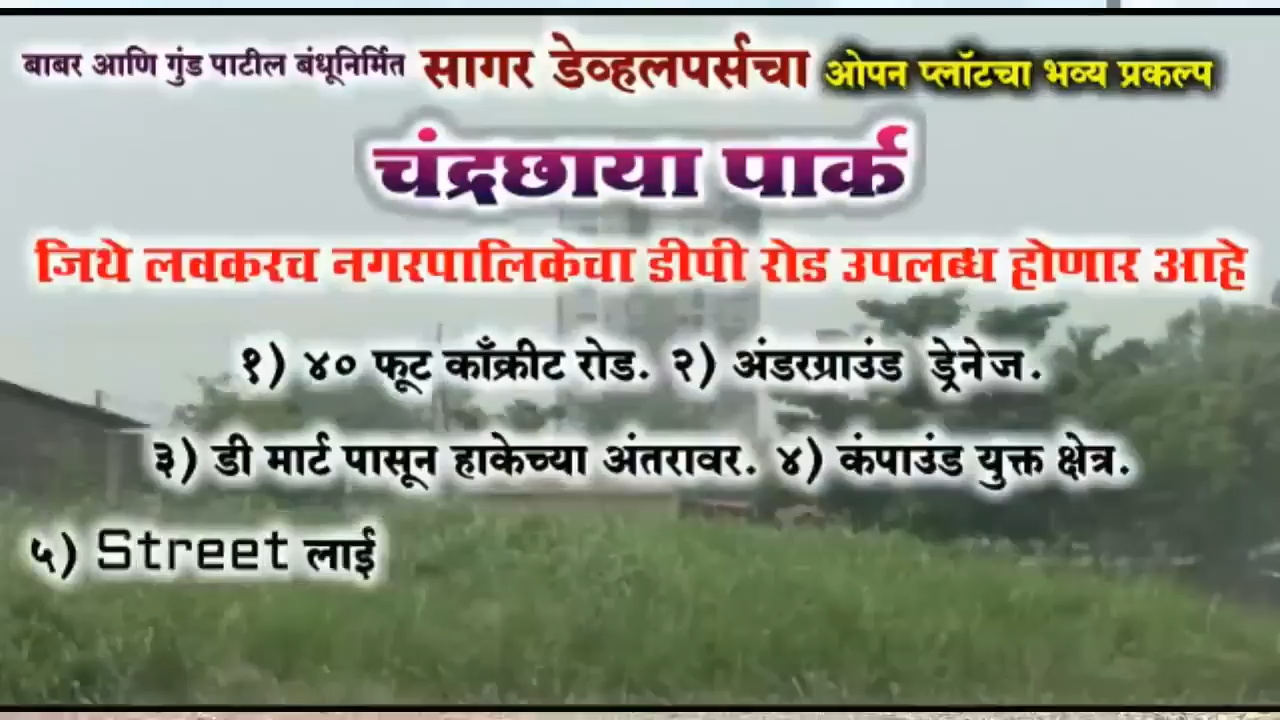 बाबर आणि गुंड पाटील बंधूनिर्मित सागर डेव्हलपर्सचा ओपन प्लॉटचा भव्य प्रकल्प
चंद्रछाया पार्क
जिथे लवकरच नगरपालिकेचा डीपी रोड उपलब्ध होणार आहे
१) ४० फूट काँक्रीट रोड. २) अंडरग्राउंड ड्रेनेज.
३) डी मार्ट पासून हाकेच्या अंतरावर. ४) कंपाउंड युक्त क्षेत्र.
५) Street लाई